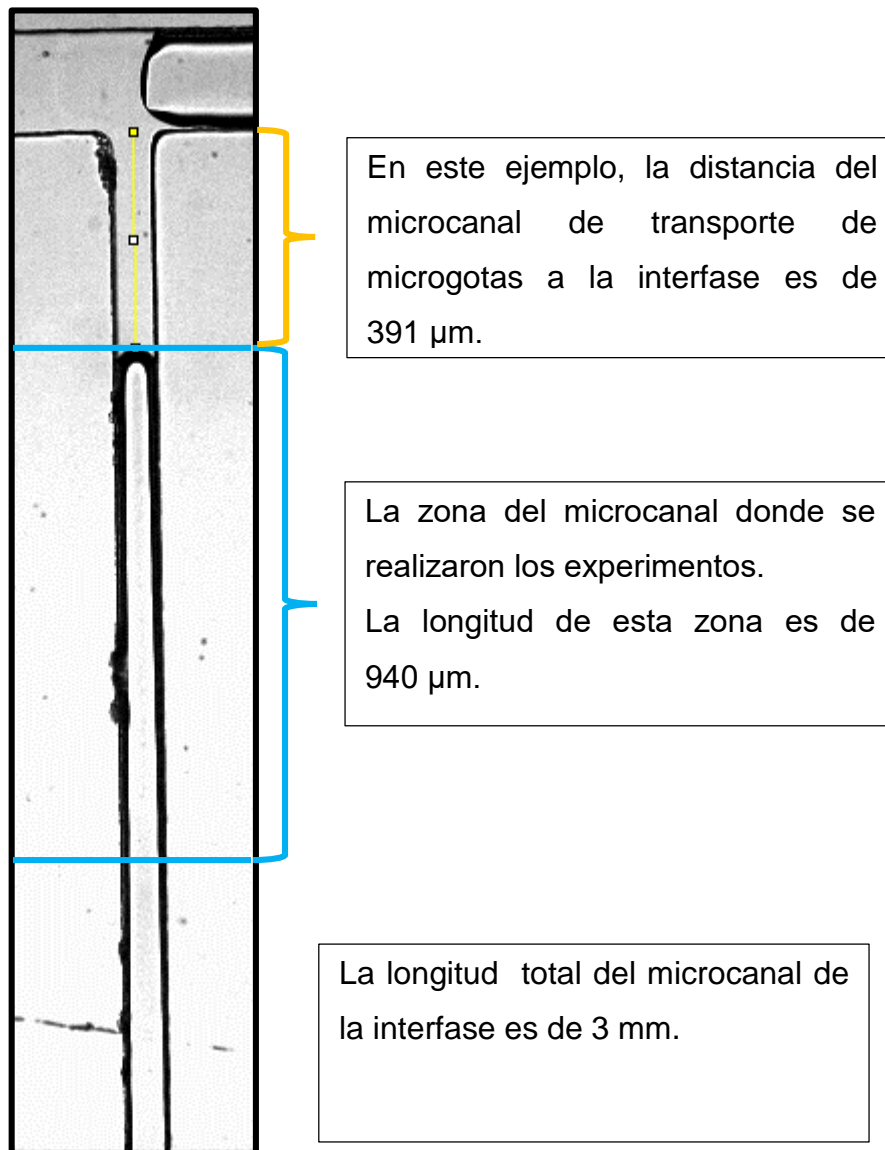 En este ejemplo, la distancia del
microcanal de transporte de
microgotas a la interfase es de
391 µm.
La zona del microcanal donde se
realizaron los experimentos.
La longitud de esta zona es de
940 µm.
La longitud total del microcanal de
la interfase es de 3 mm.